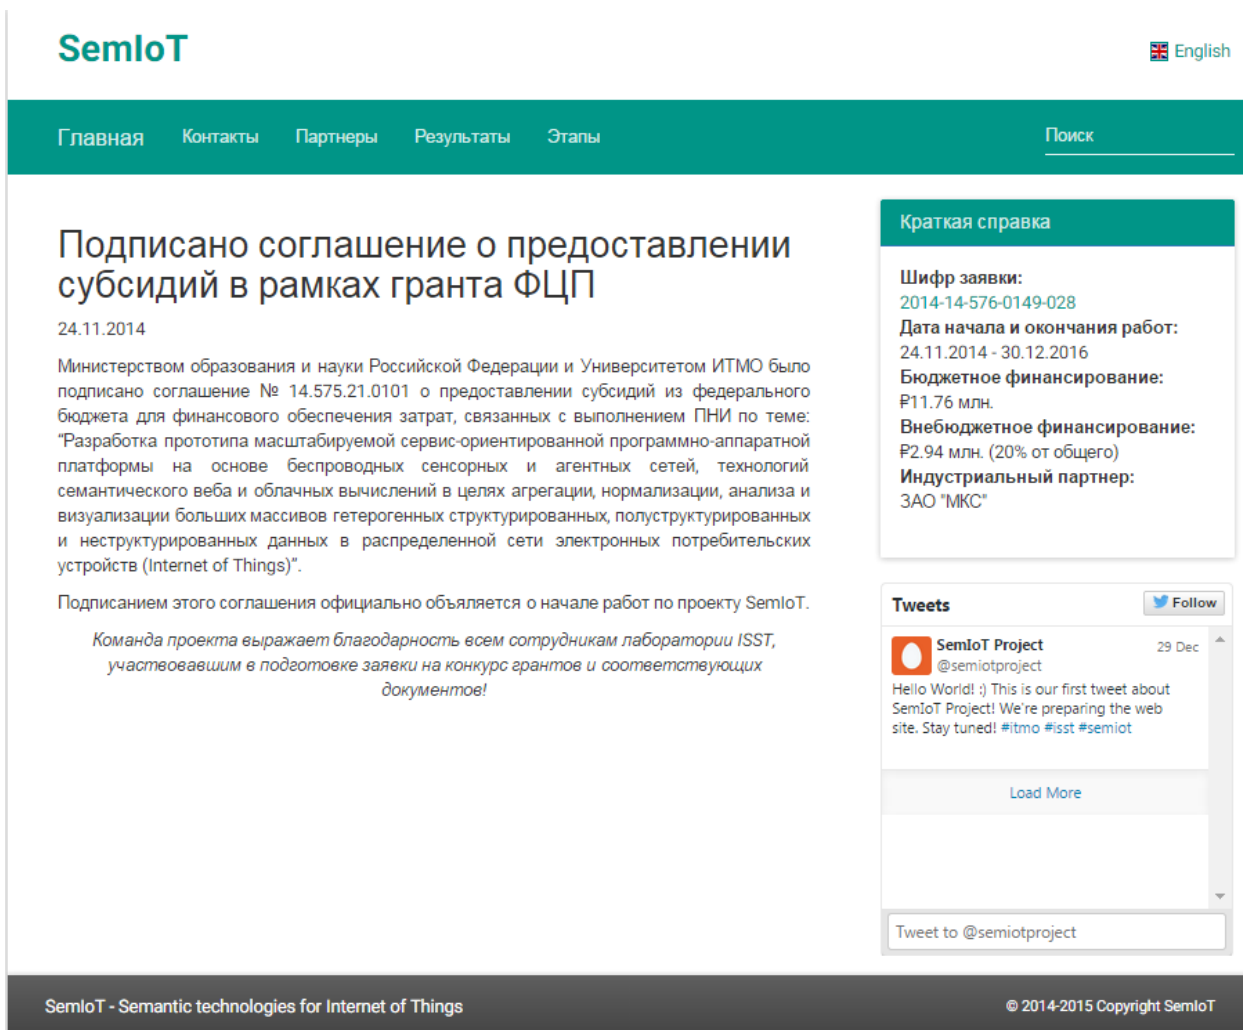 SemIoT
English
Главная Контакты Партнеры Результаты Этапы Поиск
Подписано соглашение о предоставлении
субсидий в рамках гранта ФЦП
24.11.2014
Министерством образования и науки Российской Федерации и Университетом ИТМО было
подписано соглашение № 14.575.21.0101 о предоставлении субсидий из федерального
бюджета для финансового обеспечения затрат, связанных с выполнением ПНИ по теме:
“Разработка прототипа масштабируемой сервис-ориентированной программно-аппаратной
платформы на основе беспроводных сенсорных и агентных сетей, технологий
семантического веба и облачных вычислений в целях агрегации, нормализации, анализа и
визуализации больших массивов гетерогенных структурированных, полуструктурированных
и неструктурированных данных в распределенной сети электронных потребительских
устройств (Internet of Things)”.
Подписанием этого соглашения официально объяляется о начале работ по проекту SemIoT.
Команда проекта выражает благодарность всем сотрудникам лаборатории ISST,
участвовавшим в подготовке заявки на конкурс грантов и соответствующих
документов!
Краткая справка
Шифр заявки:
2014-14-576-0149-028
Дата начала и окончания работ:
24.11.2014 - 30.12.2016
Бюджетное финансирование:
₽11.76 млн.
Внебюджетное финансирование:
₽2.94 млн. (20% от общего)
Индустриальный партнер:
ЗАО "МКС"
Tweets Follow
SemIoT Project 29 Dec
@semiotproject
Hello World! :) This is our first tweet about
SemIoT Project! We're preparing the web
site. Stay tuned! #itmo #isst #semiot
Load More
Tweet to @semiotproject
SemIoT - Semantic technologies for Internet of Things
© 2014-2015 Copyright SemIoT